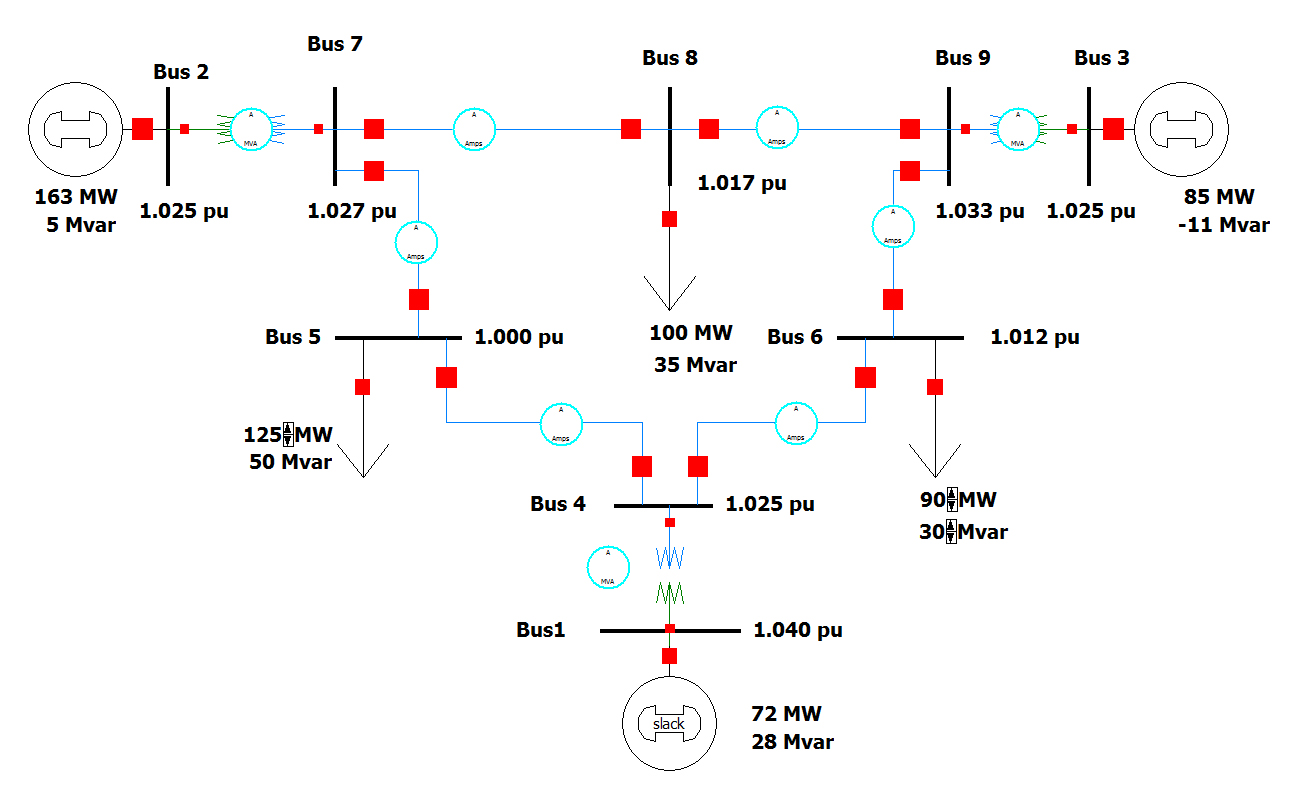 Bus 7
Bus 8
Bus 9
Bus 3
Bus 2
A
MVA
A
Amps
A
Amps
A
MVA
163 MW
5 Mvar
1.025 pu
1.027 pu
1.017 pu
1.033 pu
1.025 pu
85 MW
-11 Mvar
A
Amps
A
Amps
Bus 5
1.000 pu
100 MW
35 Mvar
Bus 6
1.012 pu
125 MW
50 Mvar
A
Amps
A
Amps
90 MW
30 Mvar
Bus 4
1.025 pu
A
MVA
Bus1
1.040 pu
slack
72 MW
28 Mvar